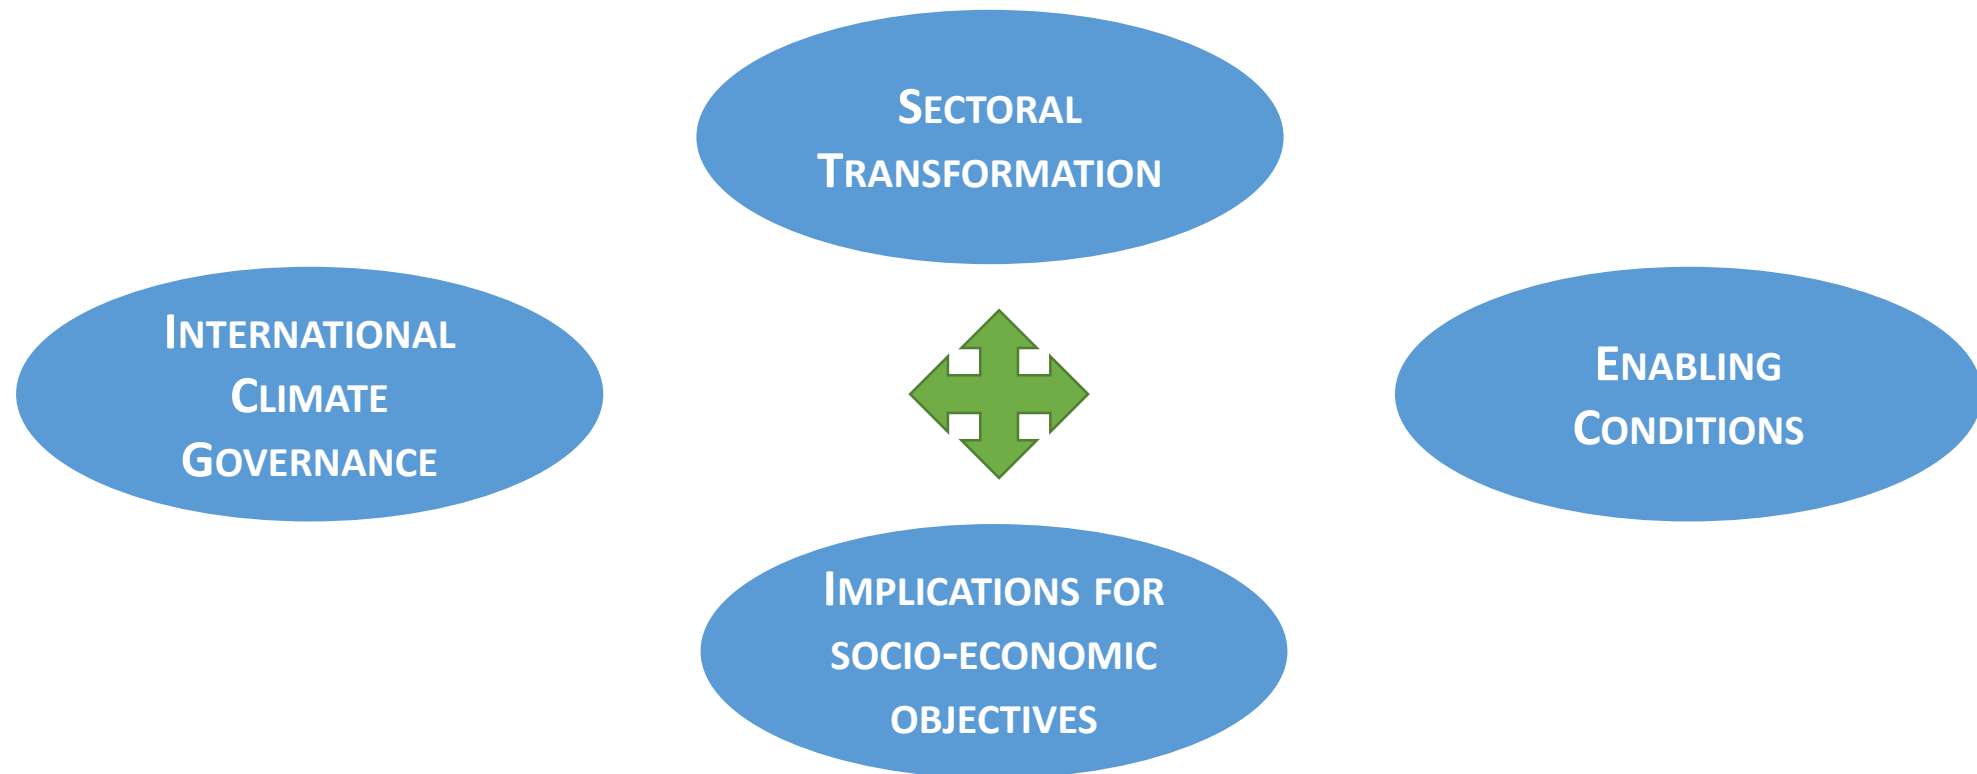 SECTORAL
TRANSFORMATION
INTERNATIONAL
CLIMATE
GOVERNANCE
ENABLING
CONDITIONS
IMPLICATIONS FOR
SOCIO-ECONOMIC
OBJECTIVES